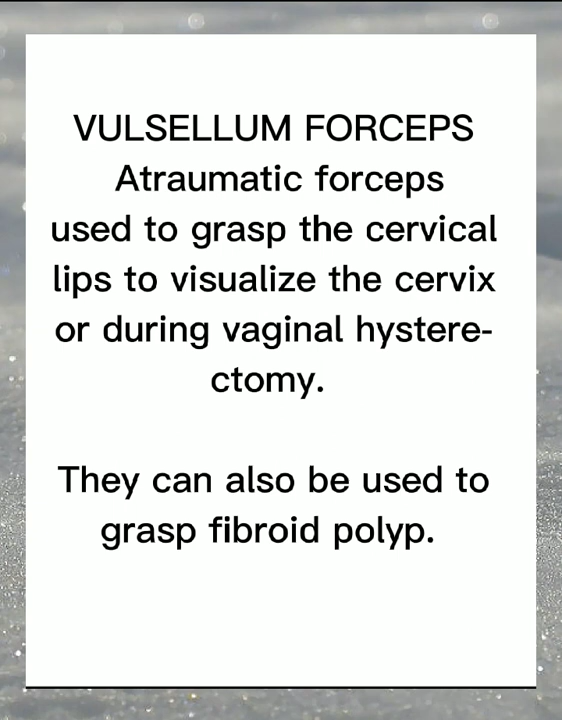 VULSELLUM FORCEPS
Atraumatic forceps
used to grasp the cervical
lips to visualize the cervix
or during vaginal hystere-
ctomy.
They can also be used to
grasp fibroid polyp.